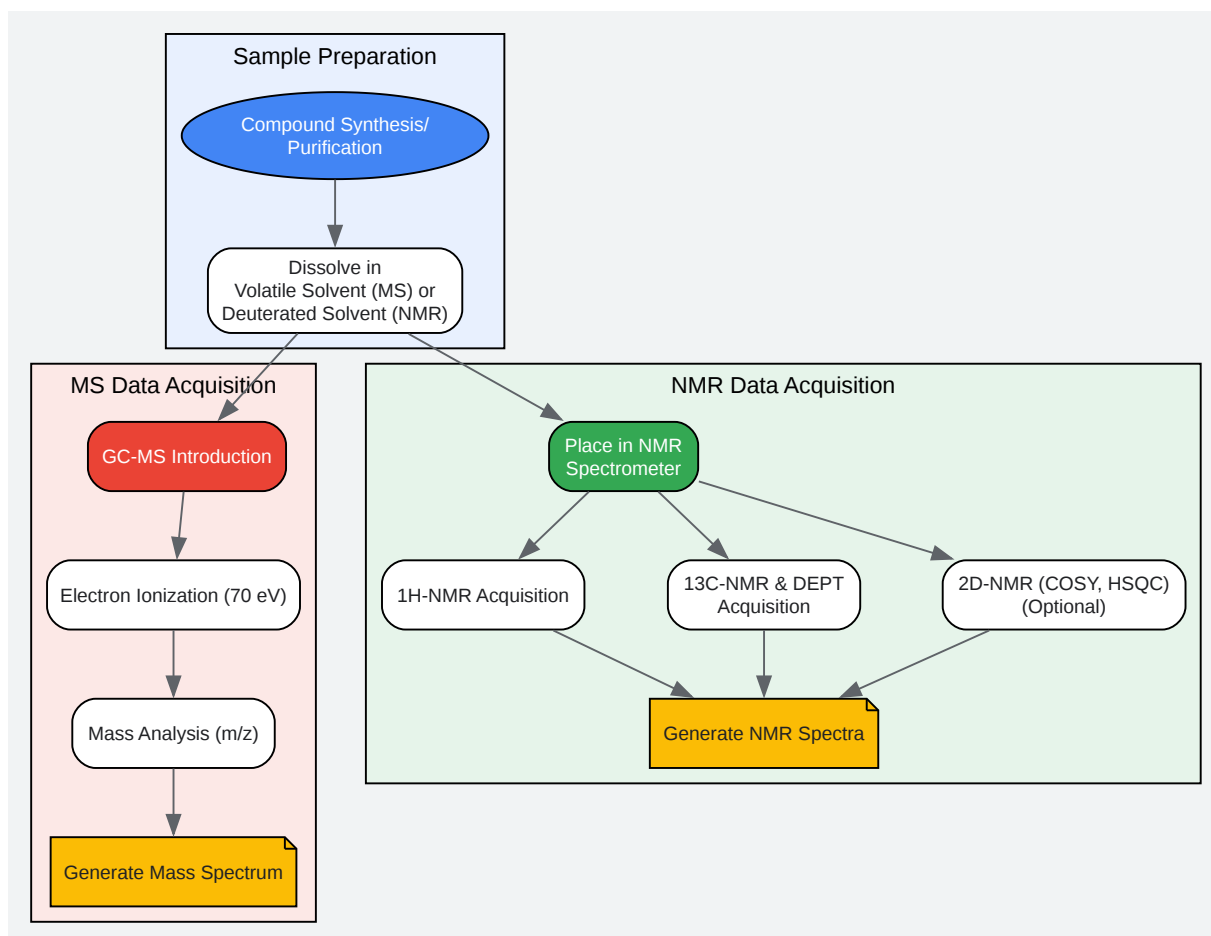 Sample Preparation
Compound Synthesis/
Purification
Dissolve in
Volatile Solvent (MS) or
Deuterated Solvent (NMR)
MS Data Acquisition
GC-MS Introduction
Electron Ionization (70 eV)
Mass Analysis (m/z)
Generate Mass Spectrum
NMR Data Acquisition
Place in NMR
Spectrometer
1H-NMR Acquisition
13C-NMR & DEPT
Acquisition
2D-NMR (COSY, HSQC)
(Optional)
Generate NMR Spectra